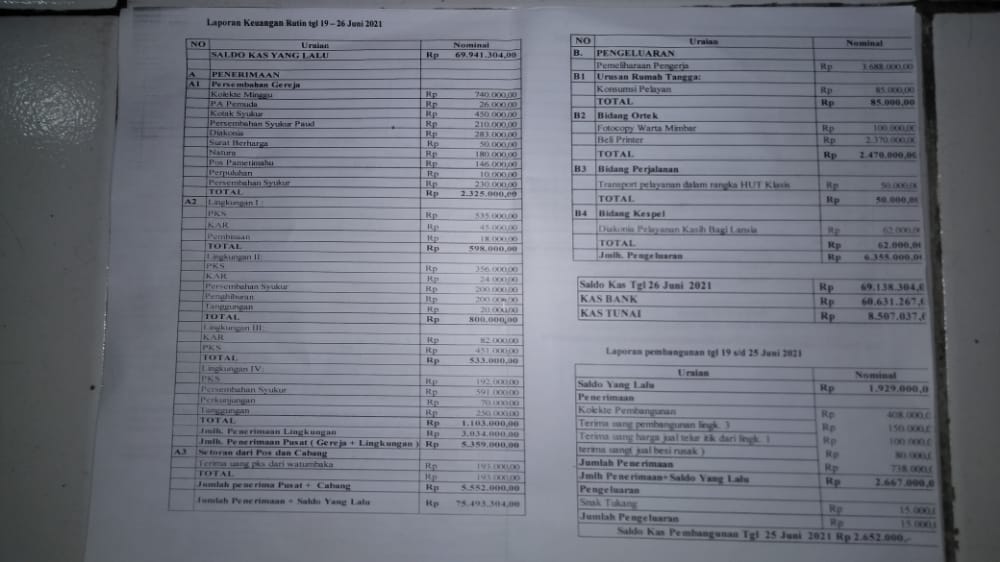 Laporan Keuangan Rutin tgl 19 – 26 Juni 2021
NO Uraian Nominal
SALDO KAS YANG LALU Rp 69.941.304,00
A PENERIMAAN
A1 Persembahan Gereja
Kolekte Minggu Rp 740.000,00
PA Pemuda Rp 26.000,00
Kotak Syukur Rp 450.000,00
Persembahan Syukur Paud Rp 210.000,00
Diakonia Rp 283.000,00
Surat Berharga Rp 50.000,00
Natura Rp 180.000,00
Pos Pameti Rp 146.000,00
Perpuluhan Rp 10.000,00
Persembahan Syukur Rp 230.000,00
TOTAL Rp 2.325.000,00
A2 Lingkungan I :
PKS Rp 535.000,00
KAR Rp 45.000,00
Pembinaan Rp 18.000,00
TOTAL Rp 598.000,00
Lingkungan II:
PKS Rp 356.000,00
KAR Rp 24.000,00
Persembahan Syukur Rp 200.000,00
Penghiburan Rp 200.000,00
Tanggungan Rp 20.000,00
TOTAL Rp 800.000,00
Lingkungan III:
KAR Rp 82.000,00
PKS Rp 451.000,00
TOTAL Rp 533.000,00
Lingkungan IV:
PKS Rp 192.000,00
Persembahan Syukur Rp 591.000,00
Perkunjungan Rp 70.000,00
Tanggungan Rp 250.000,00
TOTAL Rp 1.103.000,00
Jmlh. Penerimaan Lingkungan Rp 3.034.000,00
Jmlh. Penerimaan Pusat ( Gereja + Lingkungan ) Rp 5.359.000,00
A3 Setoran dari Pos dan Cabang
Terima uang pks dari watumbaka Rp 193.000,00
TOTAL Rp 193.000,00
Jumlah penerima Pusat + Cabang Rp 5.552.000,00
Jumlah Penerimaan + Saldo Yang Lalu Rp 75.493.304,00
NO Uraian Nominal
B. PENGELUARAN
Pemeliharaan Pengerja Rp 3.688.000,00
B1 Urusan Rumah Tangga:
Konsumsi Pelayan Rp 85.000,00
TOTAL Rp 85.000,00
B2 Bidang Ortek
Fotocopy Warta Mimbar Rp 100.000,00
Beli Printer Rp 2.370.000,00
TOTAL Rp 2.470.000,00
B3 Bidang Perjalanan
Transport pelayanan dalam rangka HUT Klasis Rp 50.000,00
TOTAL Rp 50.000,00
B4 Bidang Kespel
Diakonia Pelayanan Kasih Bagi Lansia Rp 62.000,00
TOTAL Rp 62.000,00
Jmlh. Pengeluaran Rp 6.355.000,00
Saldo Kas Tgl 26 Juni 2021 Rp 69.138.304,0
KAS BANK Rp 60.631.267,0
KAS TUNAI Rp 8.507.037,0
Laporan pembangunan tgl 19 s/d 25 Juni 2021
Uraian Nominal
Saldo Yang Lalu Rp 1.929.000,0
Penerimaan
Kolekte Pembangunan Rp 408.000,0
Terima uang pembangunan lingk. 3 Rp 150.000,0
Terima uang harga jual telur itik dari lingk. 1 Rp 100.000,0
terima uangt jual besi rusak ) Rp 80.000,0
Jumlah Penerimaan Rp 738.000,0
Jmlh Penerimaan+ Saldo Yang Lalu Rp 2.667.000,0
Pengeluaran
Snak Tukang Rp 15.000,0
Jumlah Pengeluaran Rp 15.000,0
Saldo Kas Pembangunan Tgl 25 Juni 2021 Rp 2.652.000,-